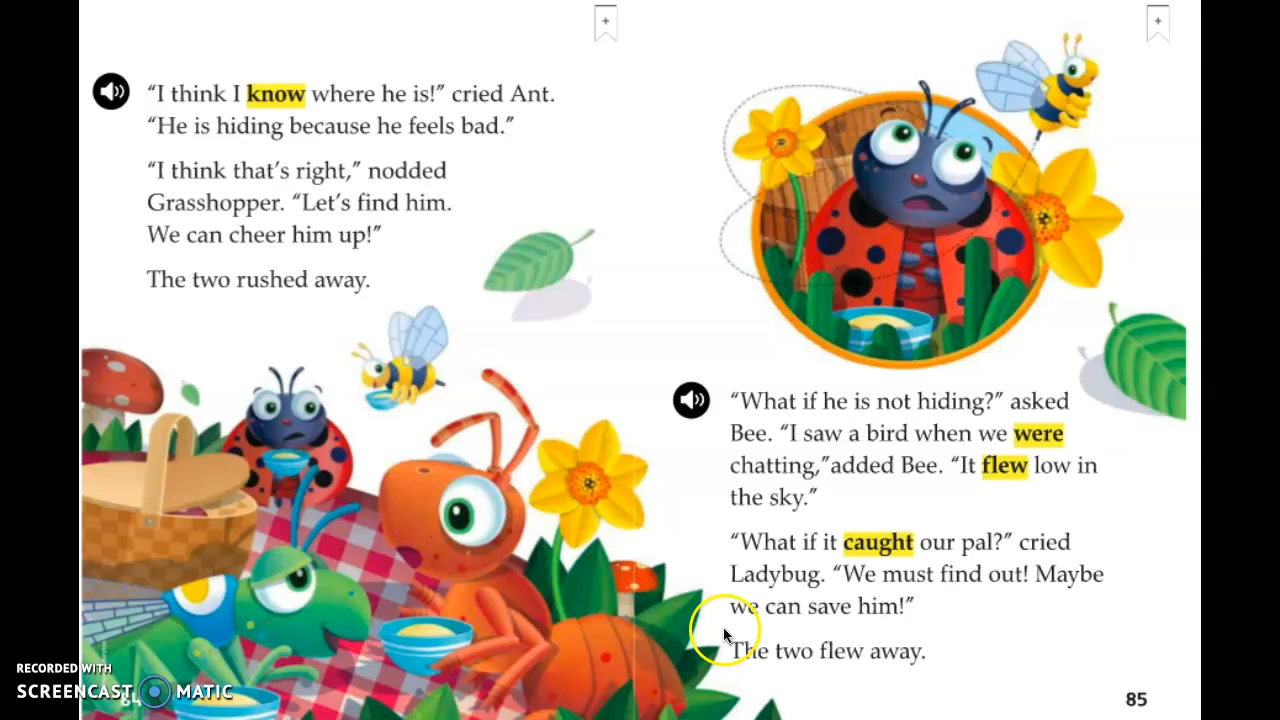 “I think I know where he is!” cried Ant.
“He is hiding because he feels bad.”
“I think that’s right,” nodded
Grasshopper. “Let’s find him.
We can cheer him up!”
The two rushed away.
“What if he is not hiding?” asked
Bee. “I saw a bird when we were
chatting,”added Bee. “It flew low in
the sky.”
“What if it caught our pal?” cried
Ladybug. “We must find out! Maybe
we can save him!”
The two flew away.
RECORDED WITH
SCREENCAST MATIC
85